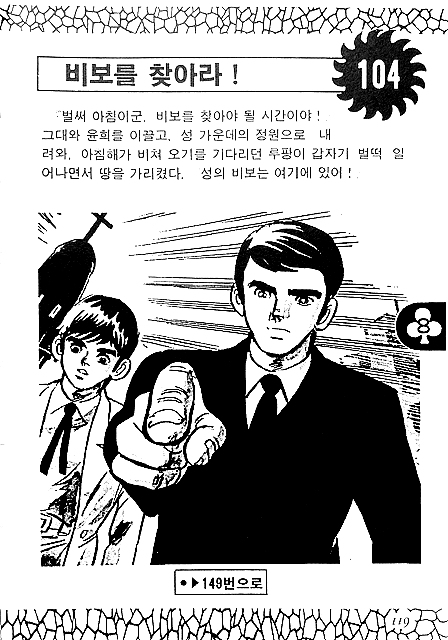 비보를 찾아라!
104
『벌써 아침이군. 비보를 찾아야 될 시간이야!』
그대와 윤희를 이끌고, 성 가운데의 정원으로 내
려와, 아침해가 비쳐 오기를 기다리던 루팡이 갑자기 벌떡 일
어나면서 땅을 가리켰다. 성의 비보는 여기에 있어!』
8
●▶149번으로
119